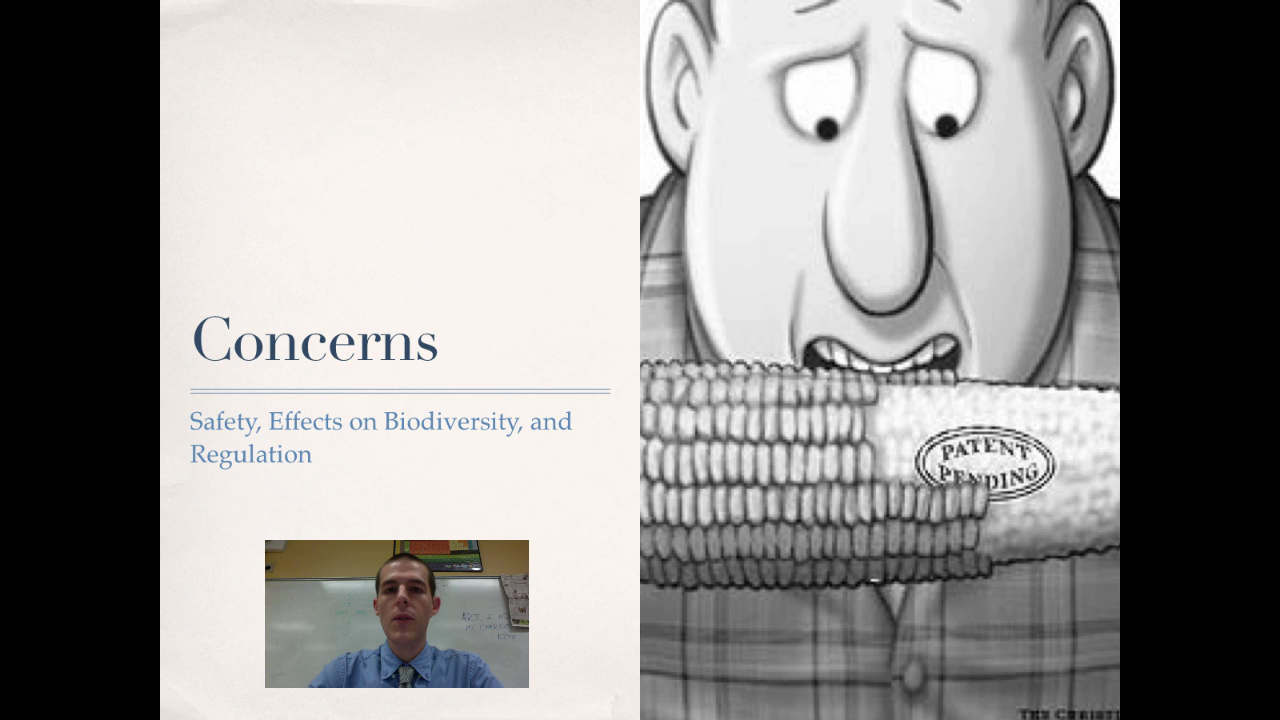 Concerns
Safety, Effects on Biodiversity, and
Regulation
PATENT
PENDING